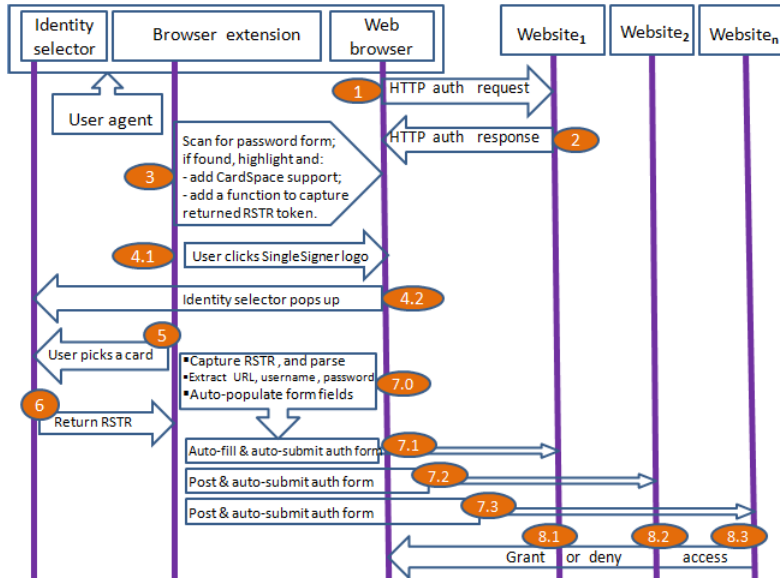 Identity
selector
Browser extension
Web
browser
Website₁
Website₂
Websiteₙ
User agent
1
HTTP auth request
HTTP auth response
2
3
Scan for password form;
if found, highlight and:
- add CardSpace support;
- add a function to capture
returned RSTR token.
4.1
User clicks SingleSigner logo
Identity selector pops up
4.2
5
User picks a card
▪Capture RSTR, and parse
▪Extract URL, username, password
▪Auto-populate form fields
7.0
6
Return RSTR
Auto-fill & auto-submit auth form
7.1
Post & auto-submit auth form
7.2
Post & auto-submit auth form
7.3
8.1
8.2
8.3
Grant or deny access